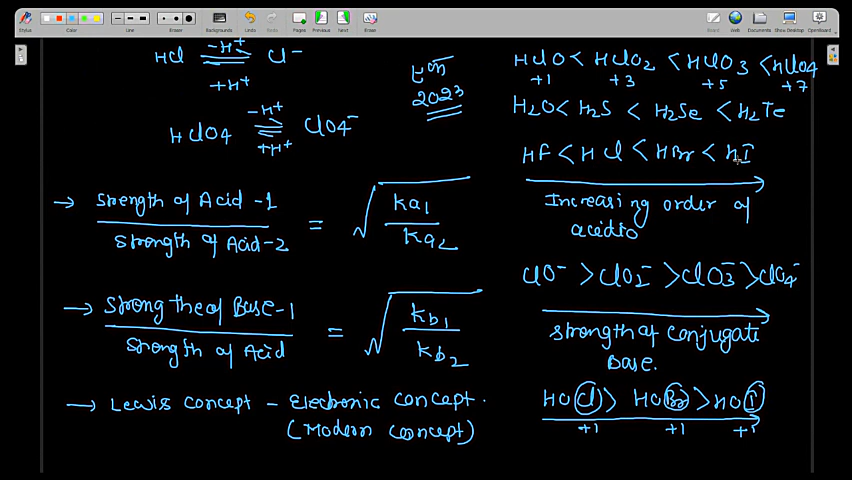 Stylus
Color
Line
Eraser
Backgrounds
Undo
Redo
Pages
Previous
Next
Erase
Board
Web
Documents
Show Desktop
OpenBoard
HCl ⇌ Cl⁻
-H⁺
+H⁺
HClO4 ⇌ ClO4⁻
-H⁺
+H⁺
2023
HClO < HClO2 < HClO3 < HClO4
+1 +3 +5 +7
H2O < H2S < H2Se < H2Te
HF < HCl < HBr < HI
Increasing order of
acidic
→ Strength of Acid -1 / Strength of Acid-2 = √(Ka1 / Ka2)
ClO⁻ > ClO2⁻ > ClO3⁻ > ClO4⁻
strength of conjugate
Base.
→ Strong the of Base-1 / Strength of Acid = √(Kb1 / Kb2)
→ Lewis concept - Electronic concept.
(Modern concept)
HOCl > HOBr > HOI
+1 +1